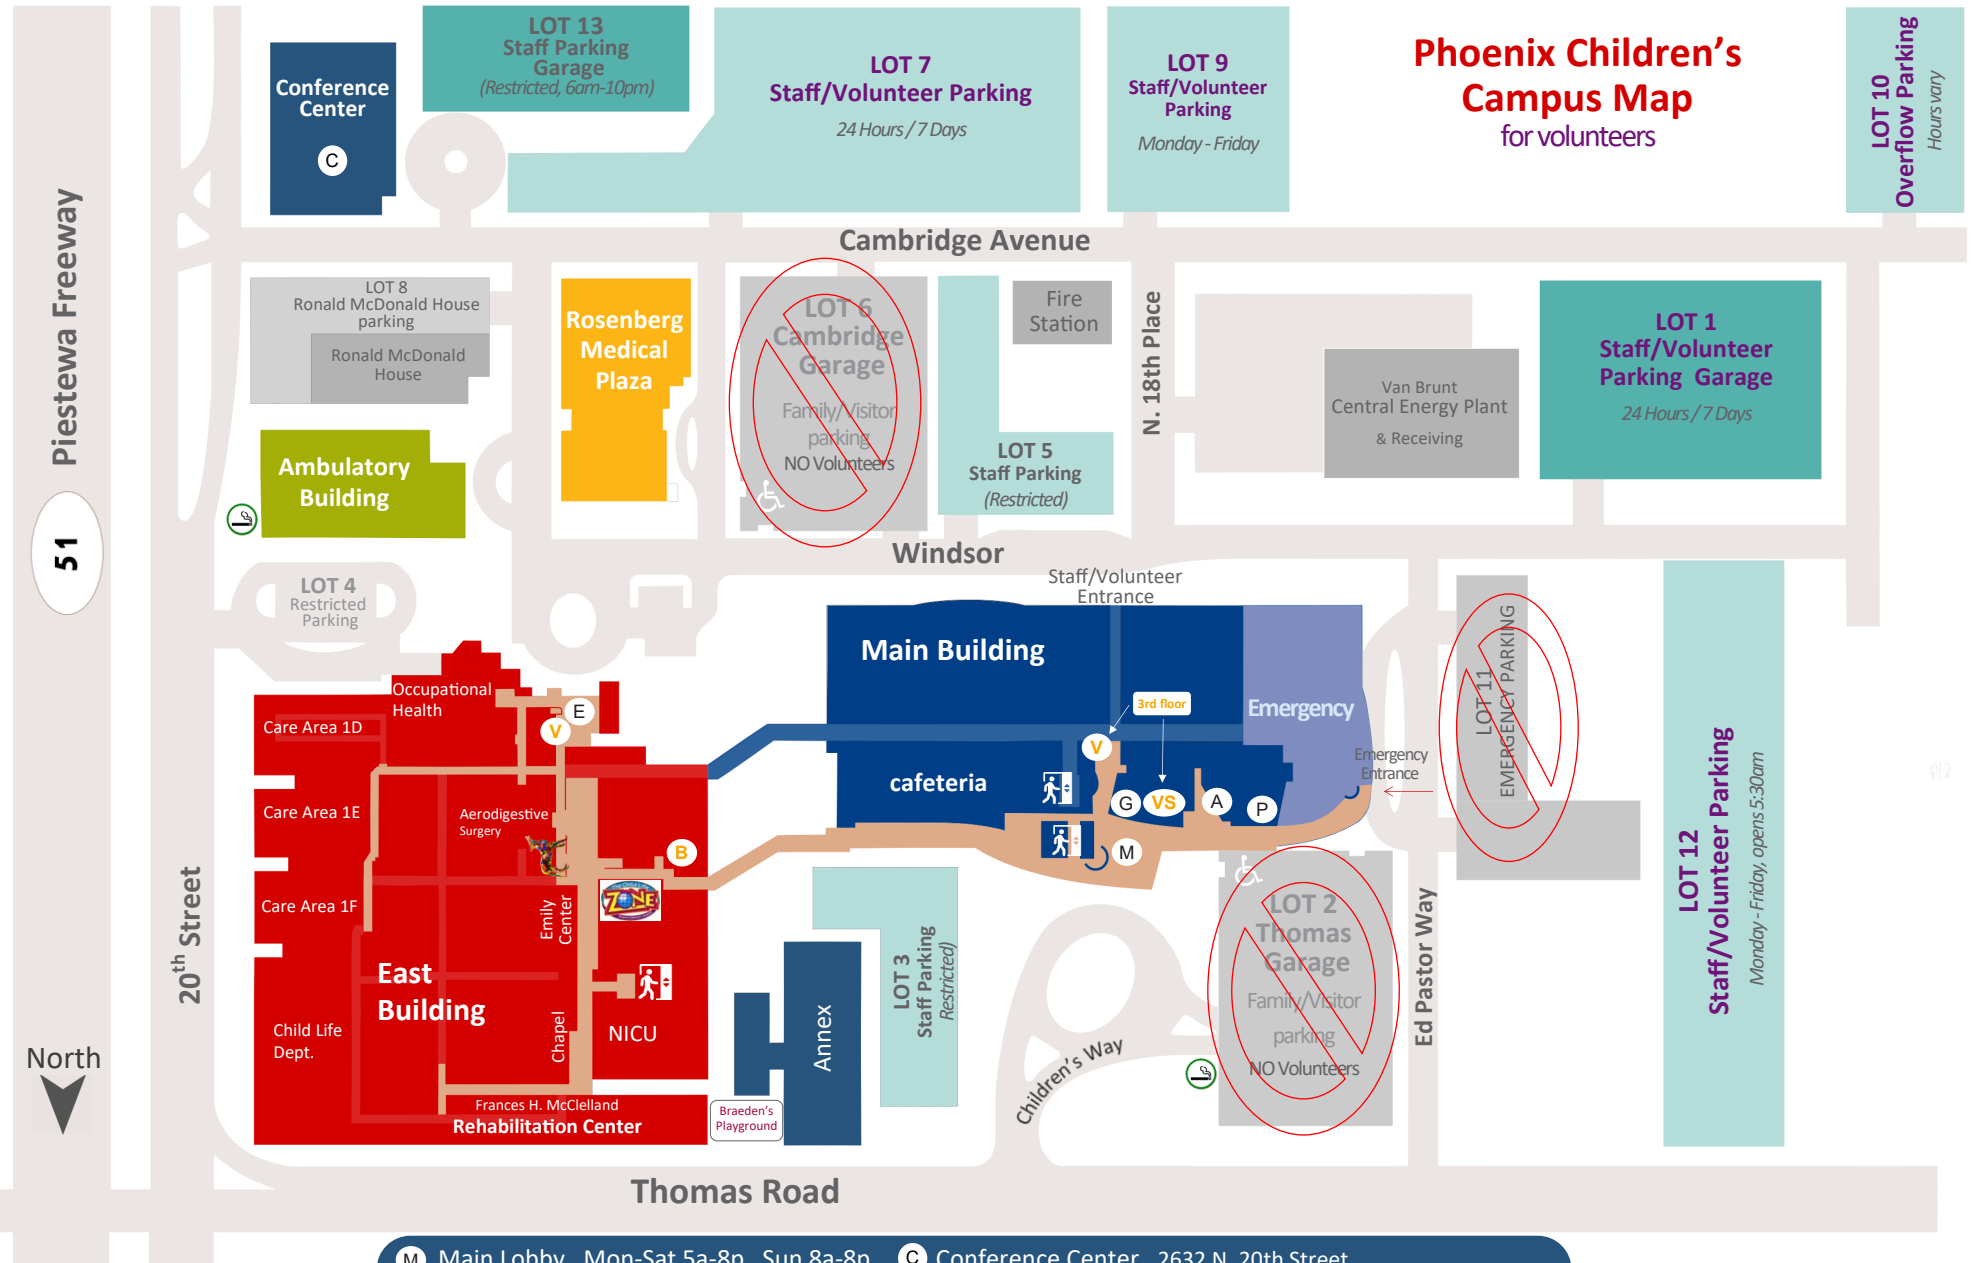 LOT 13
Staff Parking
Garage
(Restricted, 6am-10pm)
Conference
Center
C
LOT 7
Staff/Volunteer Parking
24 Hours / 7 Days
LOT 9
Staff/Volunteer
Parking
Monday - Friday
Phoenix Children's
Campus Map
for volunteers
LOT 10
Overflow Parking
Hours vary
Cambridge Avenue
Piestewa Freeway
51
LOT 8
Ronald McDonald House
parking
Ronald McDonald
House
Rosenberg
Medical
Plaza
LOT 6
Cambridge
Garage
Family/Visitor
parking
NO Volunteers
Fire
Station
LOT 5
Staff Parking
(Restricted)
N. 18th Place
Van Brunt
Central Energy Plant
& Receiving
LOT 1
Staff/Volunteer
Parking Garage
24 Hours / 7 Days
Ambulatory
Building
Windsor
LOT 4
Restricted
Parking
Staff/Volunteer
Entrance
Main Building
Emergency
3rd floor
V
cafeteria
G
VS
A
P
M
Emergency
Entrance
LOT 11
EMERGENCY PARKING
LOT 12
Staff/Volunteer Parking
Monday - Friday, opens 5:30am
Occupational
Health
E
V
Care Area 1D
Care Area 1E
Aerodigestive
Surgery
B
ZONE
Care Area 1F
Emily
Center
East
Building
Child Life
Dept.
Chapel
NICU
Frances H. McClelland
Rehabilitation Center
Braeden's
Playground
Annex
LOT 3
Staff Parking
Restricted)
Children's Way
LOT 2
Thomas
Garage
Family/Visitor
parking
NO Volunteers
Ed Pastor Way
20th Street
North
Thomas Road
M Main Lobby Mon-Sat 5a-8p Sun 8a-8p C Conference Center 2632 N. 20th Street